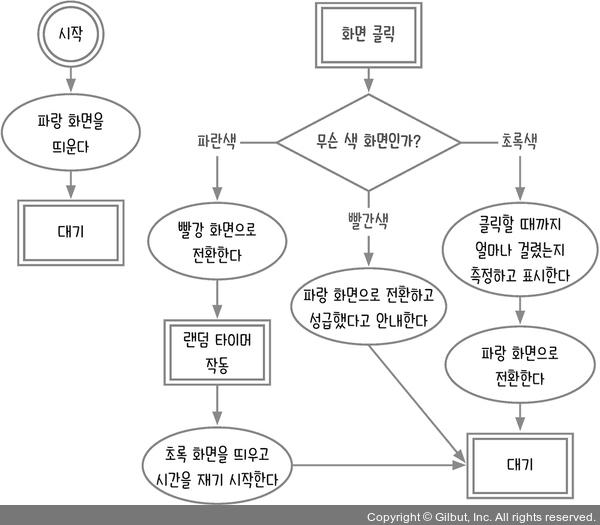 시작
파랑 화면을
띄운다
대기
화면 클릭
무슨 색 화면인가?
파란색
빨간색
초록색
빨강 화면으로
전환한다
랜덤 타이머
작동
초록 화면을 띄우고
시간을 재기 시작한다
파랑 화면으로 전환하고
성급했다고 안내한다
클릭할 때까지
얼마나 걸렸는지
측정하고 표시한다
파랑 화면으로
전환한다
대기
Copyright © Gilbut, Inc. All rights reserved.